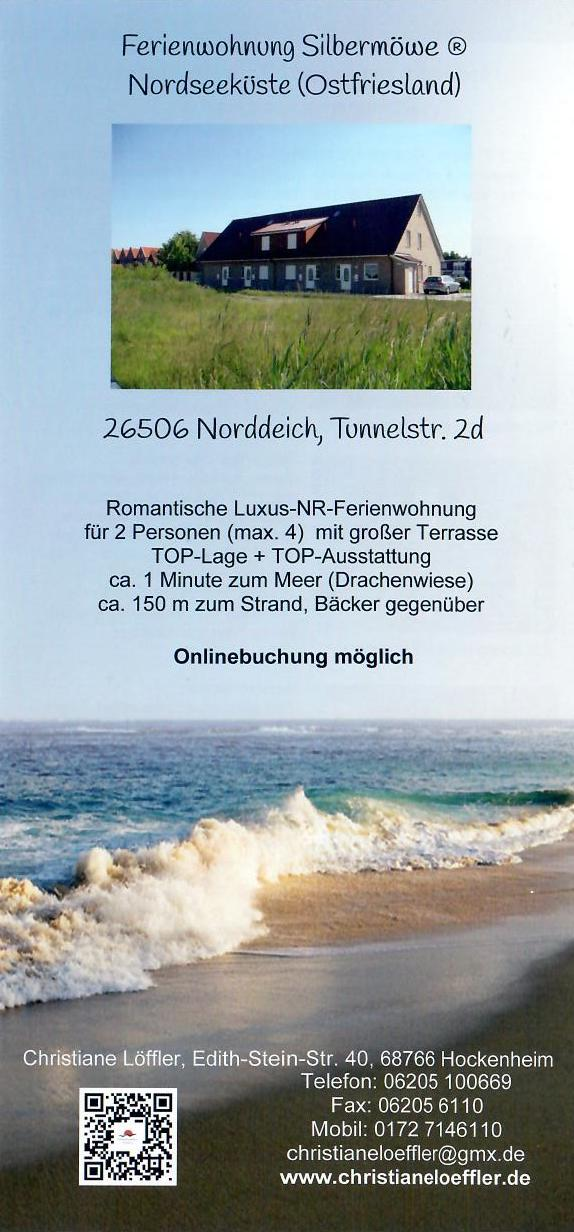 Ferienwohnung Silbermöwe ®
Nordseeküste (Ostfriesland)
26506 Norddeich, Tunnelstr. 2d
Romantische Luxus-NR-Ferienwohnung
für 2 Personen (max. 4) mit großer Terrasse
TOP-Lage + TOP-Ausstattung
ca. 1 Minute zum Meer (Drachenwiese)
ca. 150 m zum Strand, Bäcker gegenüber
Onlinebuchung möglich
Christiane Löffler, Edith-Stein-Str. 40, 68766 Hockenheim
Telefon: 06205 100669
Fax: 06205 6110
Mobil: 0172 7146110
christianeloeffler@gmx.de
www.christianeloeffler.de